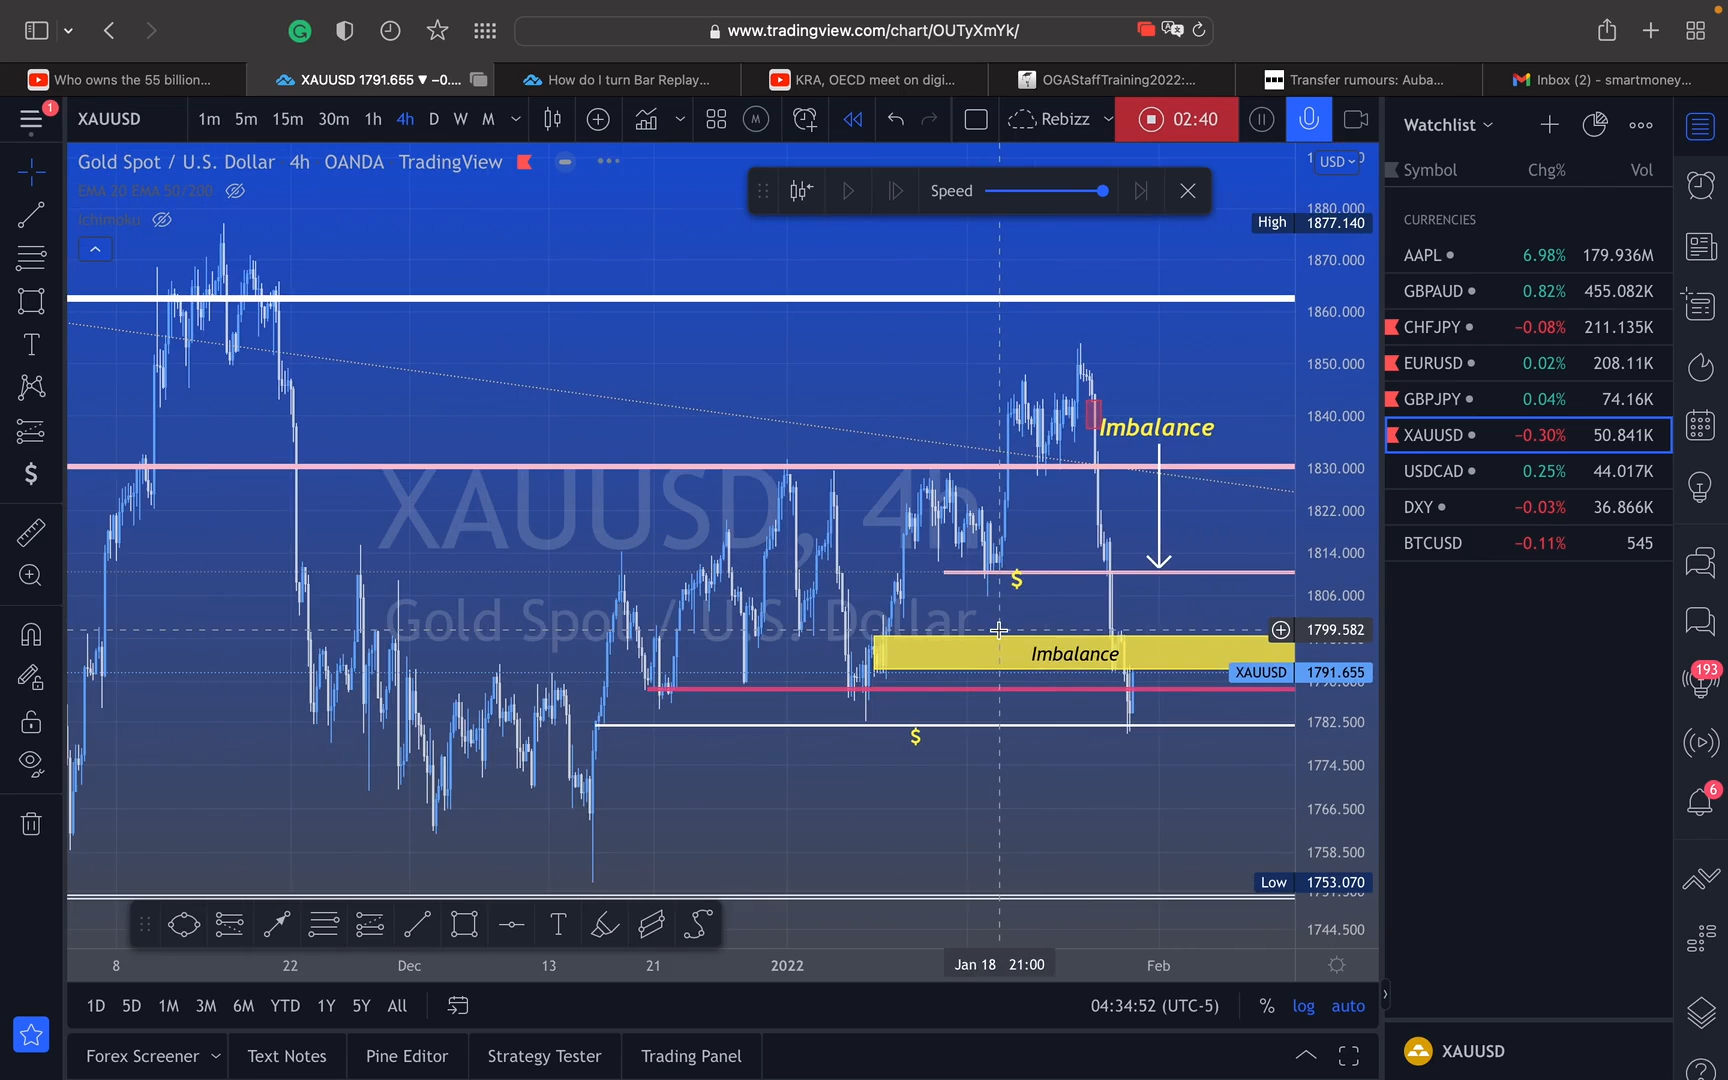 www.tradingview.com/chart/OUTyXmYk/
Who owns the 55 billion...
XAUUSD 1791.655 ▼ −0....
How do I turn Bar Replay...
KRA, OECD meet on digi...
OGAStaffTraining2022:...
Transfer rumours: Auba...
Inbox (2) - smartmoney...
1
XAUUSD
1m 5m 15m 30m 1h 4h D W M
Rebizz
02:40
Watchlist
Gold Spot / U.S. Dollar 4h OANDA TradingView
USD
EMA 20 EMA 50/200
Ichimoku
Speed
Symbol Chg% Vol
CURRENCIES
AAPL 6.98% 179.936M
GBPAUD 0.82% 455.082K
CHFJPY −0.08% 211.135K
EURUSD 0.02% 208.11K
GBPJPY 0.04% 74.16K
XAUUSD −0.30% 50.841K
USDCAD 0.25% 44.017K
DXY −0.03% 36.866K
BTCUSD −0.11% 545
1880.000
High 1877.140
1870.000
1860.000
1850.000
1840.000
1830.000
1822.000
1814.000
1806.000
1799.582
XAUUSD 1791.655
1782.500
1774.500
1766.500
1758.500
Low 1753.070
1744.500
Imbalance
XAUUSD, 4h
Gold Spot / U.S. Dollar
$
Imbalance
$
193
6
8 22 Dec 13 21 2022 Jan 18 21:00 Feb
1D 5D 1M 3M 6M YTD 1Y 5Y All
04:34:52 (UTC-5) % log auto
Forex Screener Text Notes Pine Editor Strategy Tester Trading Panel
XAUUSD